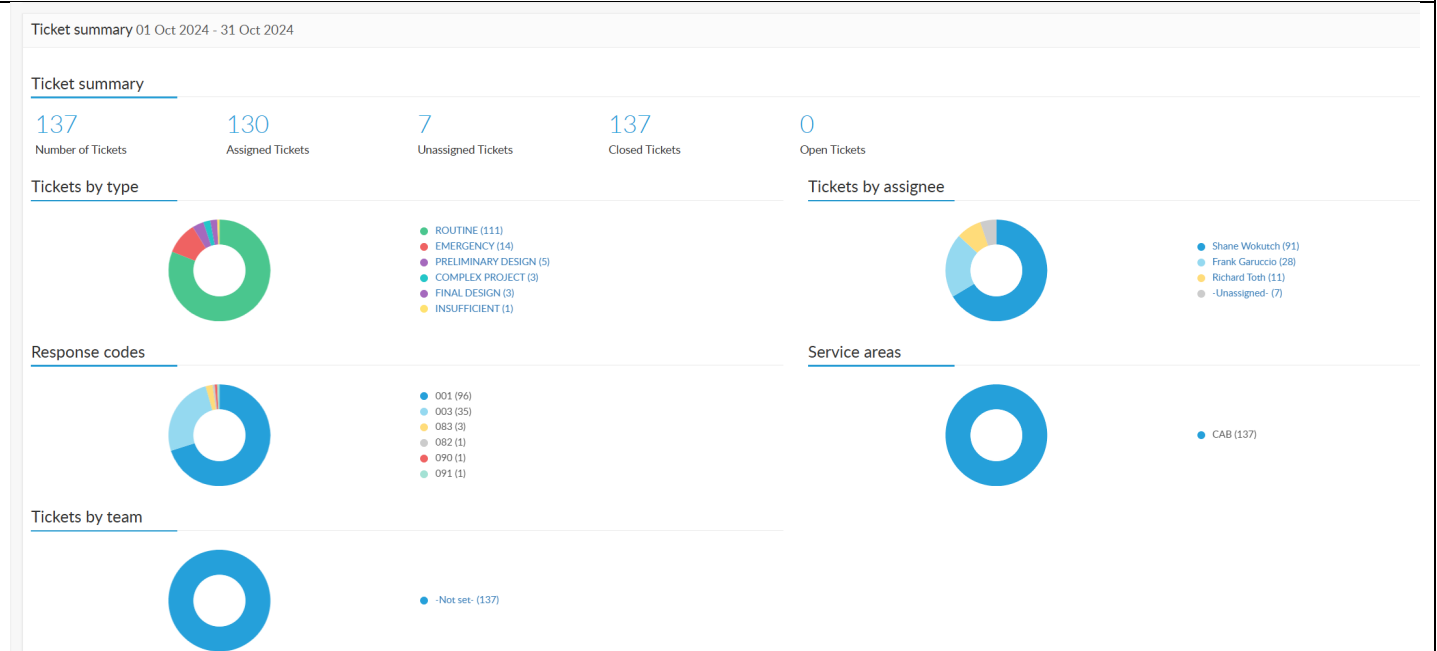 Ticket summary 01 Oct 2024 - 31 Oct 2024
Ticket summary
137 130 7 137 0
Number of Tickets Assigned Tickets Unassigned Tickets Closed Tickets Open Tickets
Tickets by type
ROUTINE (111)
EMERGENCY (14)
PRELIMINARY DESIGN (5)
COMPLEX PROJECT (3)
FINAL DESIGN (3)
INSUFFICIENT (1)
Tickets by assignee
Shane Wokutch (91)
Frank Garuccio (28)
Richard Toth (11)
-Unassigned- (7)
Response codes
001 (96)
003 (35)
083 (3)
082 (1)
090 (1)
091 (1)
Service areas
CAB (137)
Tickets by team
-Not set- (137)